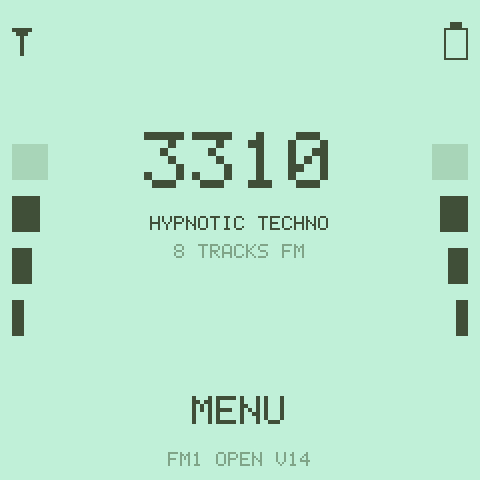 3310
HYPNOTIC TECHNO
8 TRACKS FM
MENU
FM1 OPEN V14